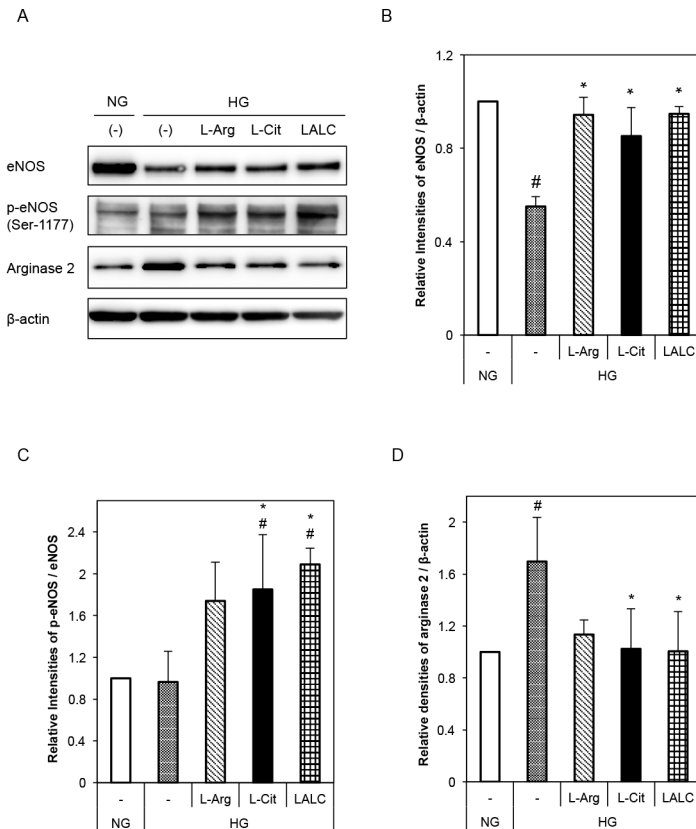 A
NG HG
(-) (-) L-Arg L-Cit LALC
eNOS
p-eNOS
(Ser-1177)
Arginase 2
β-actin
B
Relative Intensities of eNOS / β-actin
1.2
0.8
0.4
0
#
* * *
- - L-Arg L-Cit LALC
NG HG
C
Relative Intensities of p-eNOS / eNOS
2.4
2
1.6
1.2
0.8
0.4
0
* *
# #
- - L-Arg L-Cit LALC
NG HG
D
Relative densities of arginase 2 / β-actin
2
1.6
1.2
0.8
0.4
0
#
* *
- - L-Arg L-Cit LALC
NG HG